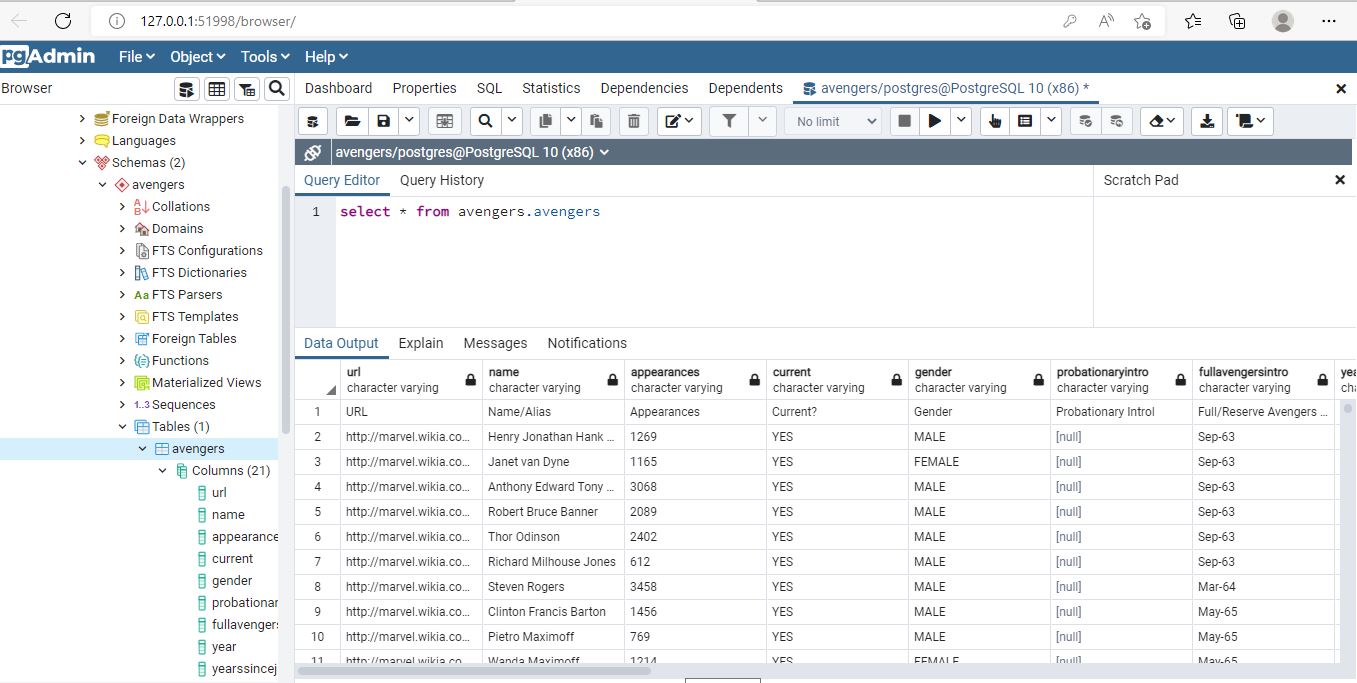 127.0.0.1:51998/browser/
pgAdmin File Object Tools Help
Browser
Dashboard Properties SQL Statistics Dependencies Dependents avengers/postgres@PostgreSQL 10 (x86) *
No limit
avengers/postgres@PostgreSQL 10 (x86)
Query Editor Query History
Scratch Pad
1 select * from avengers.avengers
Foreign Data Wrappers
Languages
Schemas (2)
avengers
Collations
Domains
FTS Configurations
FTS Dictionaries
Aa FTS Parsers
FTS Templates
Foreign Tables
Functions
Materialized Views
1..3 Sequences
Tables (1)
avengers
Columns (21)
url
name
appearance
current
gender
probationar
fullavengers
year
yearssincej
Data Output Explain Messages Notifications
url name appearances current gender probationaryintro fullavengersintro yea
character varying character varying character varying character varying character varying character varying character varying cha
1 URL Name/Alias Appearances Current? Gender Probationary Introl Full/Reserve Avengers ...
2 http://marvel.wikia.co... Henry Jonathan Hank ... 1269 YES MALE [null] Sep-63
3 http://marvel.wikia.co... Janet van Dyne 1165 YES FEMALE [null] Sep-63
4 http://marvel.wikia.co... Anthony Edward Tony ... 3068 YES MALE [null] Sep-63
5 http://marvel.wikia.co... Robert Bruce Banner 2089 YES MALE [null] Sep-63
6 http://marvel.wikia.co... Thor Odinson 2402 YES MALE [null] Sep-63
7 http://marvel.wikia.co... Richard Milhouse Jones 612 YES MALE [null] Sep-63
8 http://marvel.wikia.co... Steven Rogers 3458 YES MALE [null] Mar-64
9 http://marvel.wikia.co... Clinton Francis Barton 1456 YES MALE [null] May-65
10 http://marvel.wikia.co... Pietro Maximoff 769 YES MALE [null] May-65
11 http://marvel.wikia.co... Wanda Maximoff 1214 YES FEMALE [null] May-65